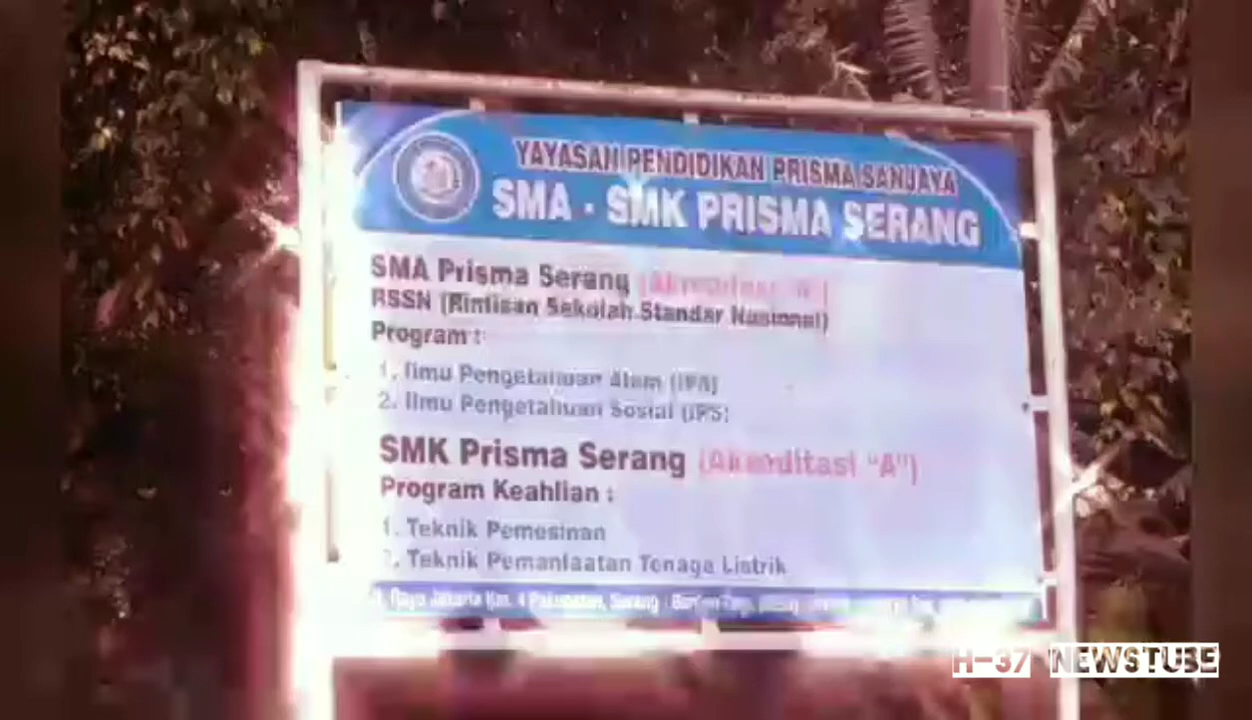 YAYASAN PENDIDIKAN PRISMA SANJAYA
SMA - SMK PRISMA SERANG
SMA Prisma Serang (Akreditasi "A")
RSSN (Rintisan Sekolah Standar Nasional)
Program :
1. Ilmu Pengetahuan Alam (IPA)
2. Ilmu Pengetahuan Sosial (IPS)
SMK Prisma Serang (Akreditasi "A")
Program Keahlian :
1. Teknik Pemesinan
2. Teknik Pemanfaatan Tenaga Listrik
Raya Jakarta Km. 4 Pakupatan, Serang - Banten
H-37 NEWSTUBE